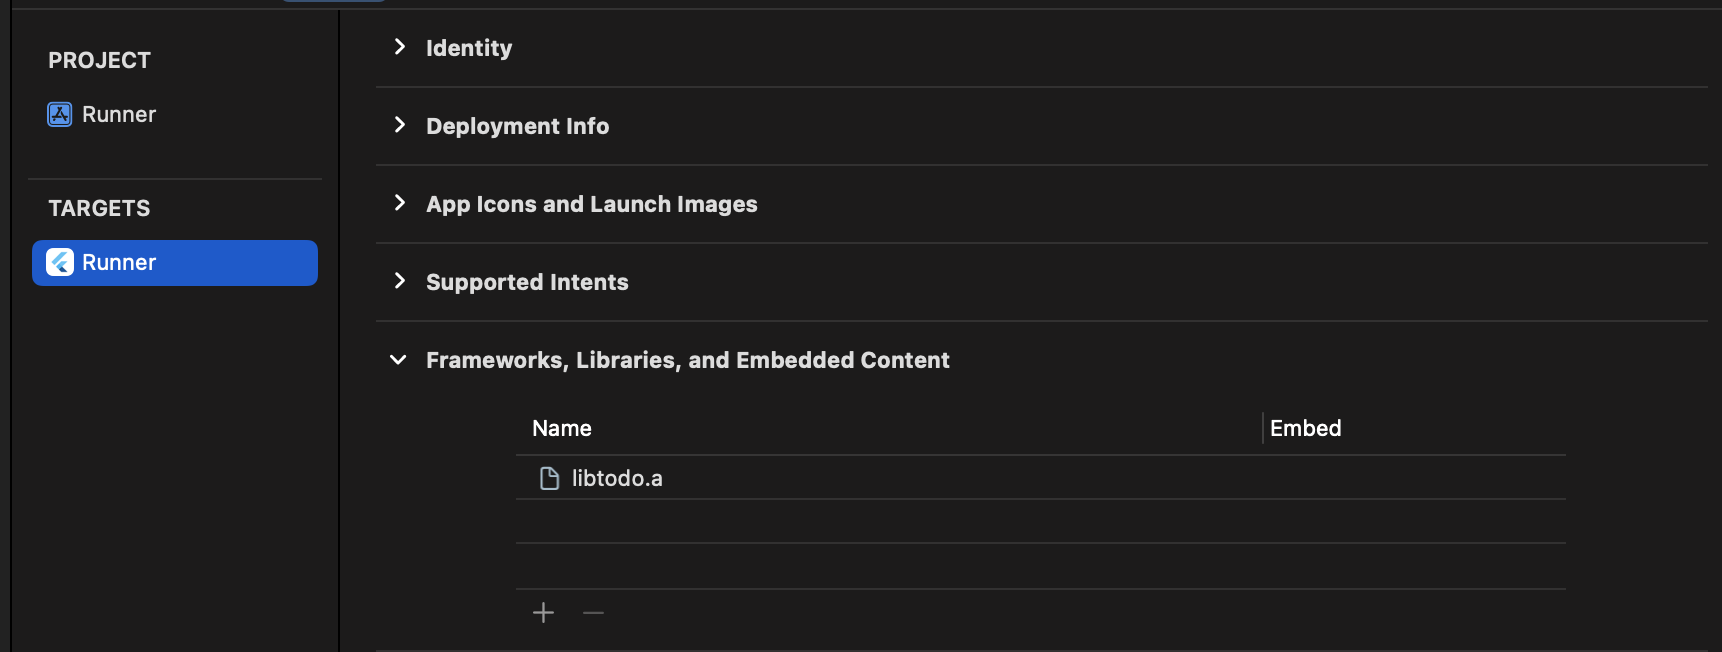 PROJECT
Runner
TARGETS
Runner
Identity
Deployment Info
App Icons and Launch Images
Supported Intents
Frameworks, Libraries, and Embedded Content
Name Embed
libtodo.a